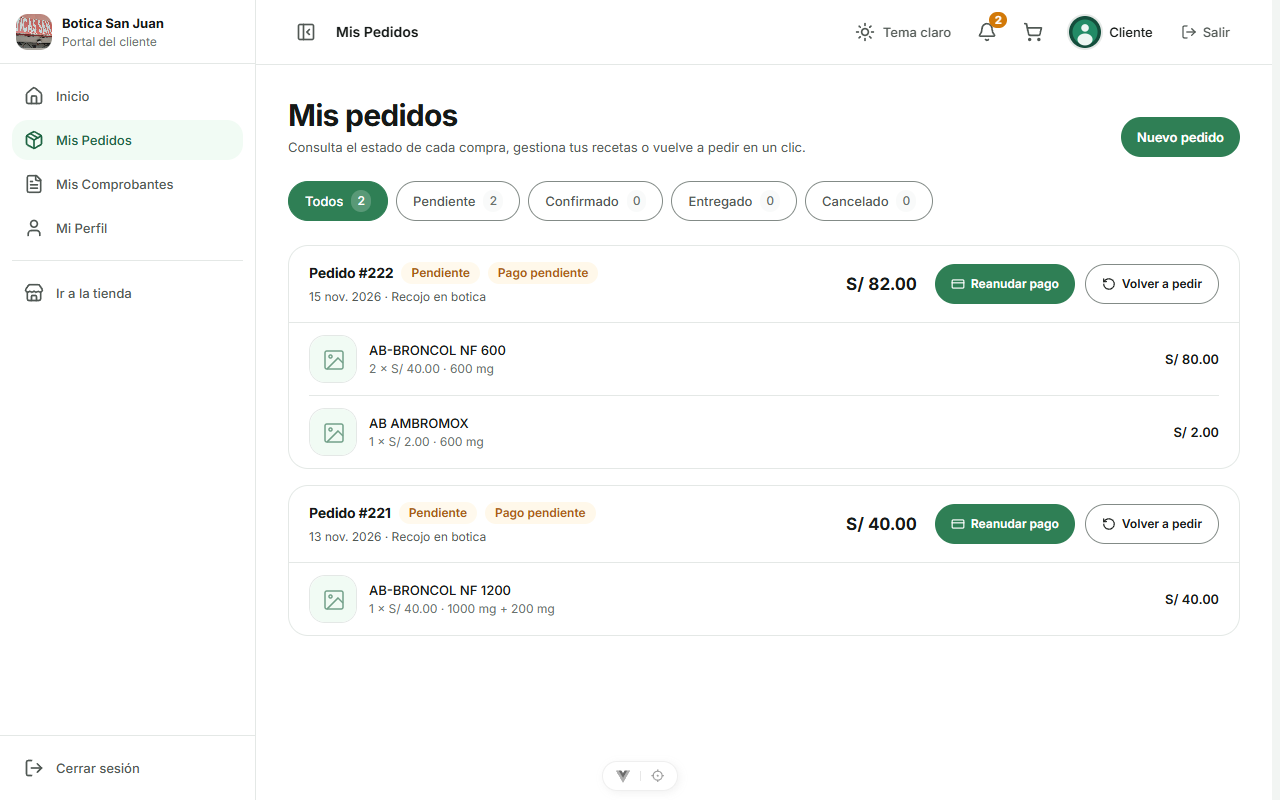 Botica San Juan
Portal del cliente
Inicio
Mis Pedidos
Mis Comprobantes
Mi Perfil
Ir a la tienda
Cerrar sesión
Mis Pedidos
Tema claro
2
Cliente
Salir
Mis pedidos
Consulta el estado de cada compra, gestiona tus recetas o vuelve a pedir en un clic.
Nuevo pedido
Todos 2
Pendiente 2
Confirmado 0
Entregado 0
Cancelado 0
Pedido #222 Pendiente Pago pendiente
15 nov. 2026 · Recojo en botica
S/ 82.00
Reanudar pago
Volver a pedir
AB-BRONCOL NF 600
2 × S/ 40.00 · 600 mg
S/ 80.00
AB AMBROMOX
1 × S/ 2.00 · 600 mg
S/ 2.00
Pedido #221 Pendiente Pago pendiente
13 nov. 2026 · Recojo en botica
S/ 40.00
Reanudar pago
Volver a pedir
AB-BRONCOL NF 1200
1 × S/ 40.00 · 1000 mg + 200 mg
S/ 40.00